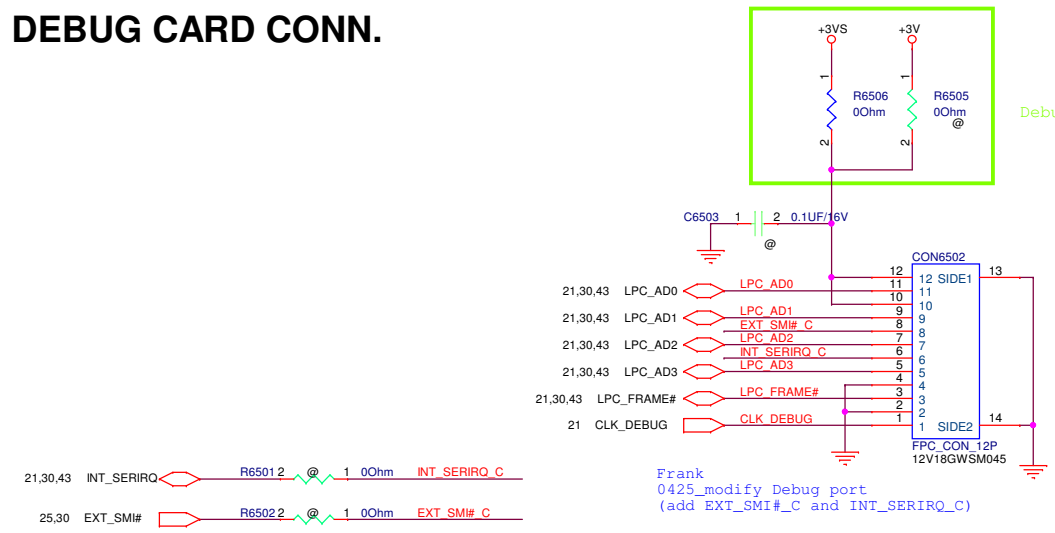 DEBUG CARD CONN.
+3VS
+3V
1
1
R6506
0Ohm
R6505
0Ohm
@
2
2
Debu
C6503 1 2 0.1UF/16V
@
CON6502
12 12 SIDE1 13
21,30,43 LPC_AD0 LPC_AD0 11 11
10 10
21,30,43 LPC_AD1 LPC_AD1 9 9
EXT_SMI#_C 8 8
21,30,43 LPC_AD2 LPC_AD2 7 7
INT_SERIRQ_C 6 6
21,30,43 LPC_AD3 LPC_AD3 5 5
4 4
21,30,43 LPC_FRAME# LPC_FRAME# 3 3
2 2
21 CLK_DEBUG CLK_DEBUG 1 1 SIDE2 14
FPC_CON_12P
12V18GWSM045
21,30,43 INT_SERIRQ R6501 2 @ 1 0Ohm INT_SERIRQ_C
25,30 EXT_SMI# R6502 2 @ 1 0Ohm EXT_SMI#_C
Frank
0425_modify Debug port
(add EXT_SMI#_C and INT_SERIRQ_C)